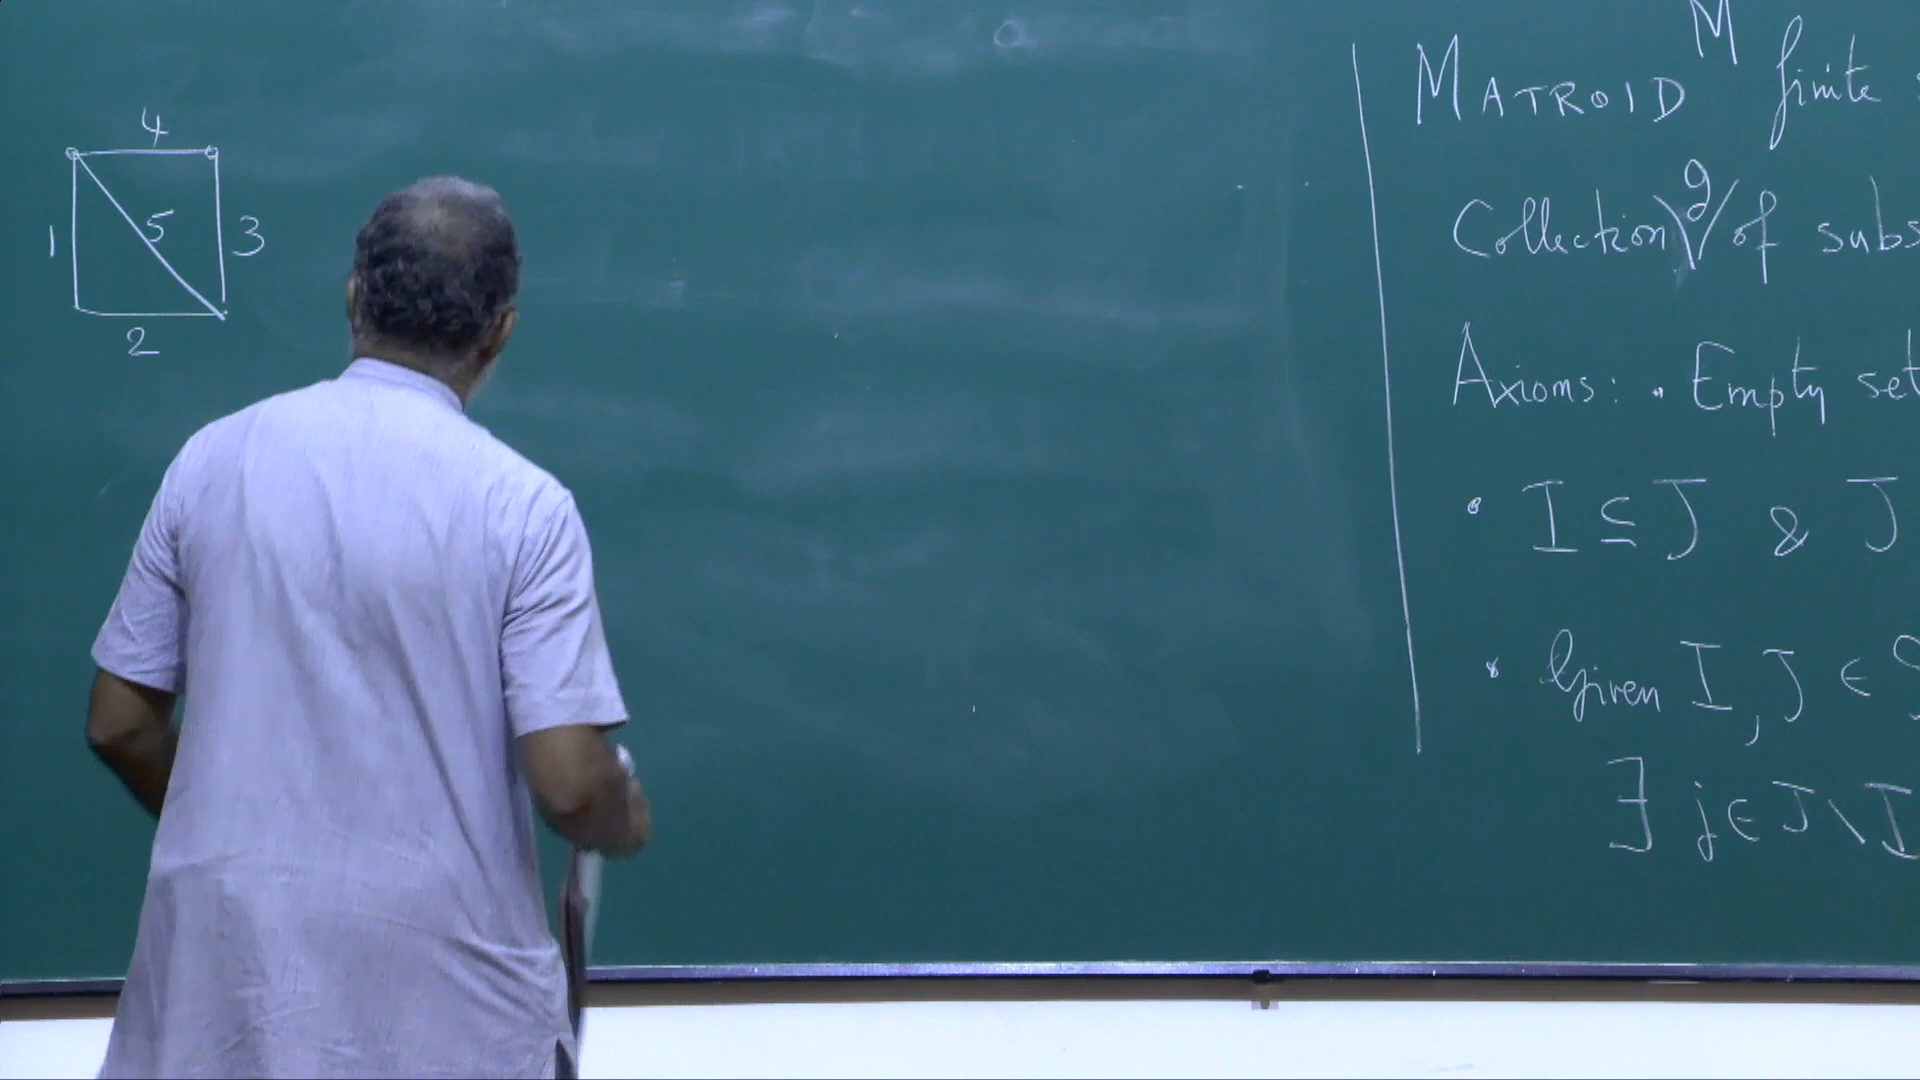 4
1 5 3
2
M
MATROID finite
Collection of subs
Axioms: • Empty set
• I ⊆ J & J
• Given I, J ∈
∃ j ∈ J \ I